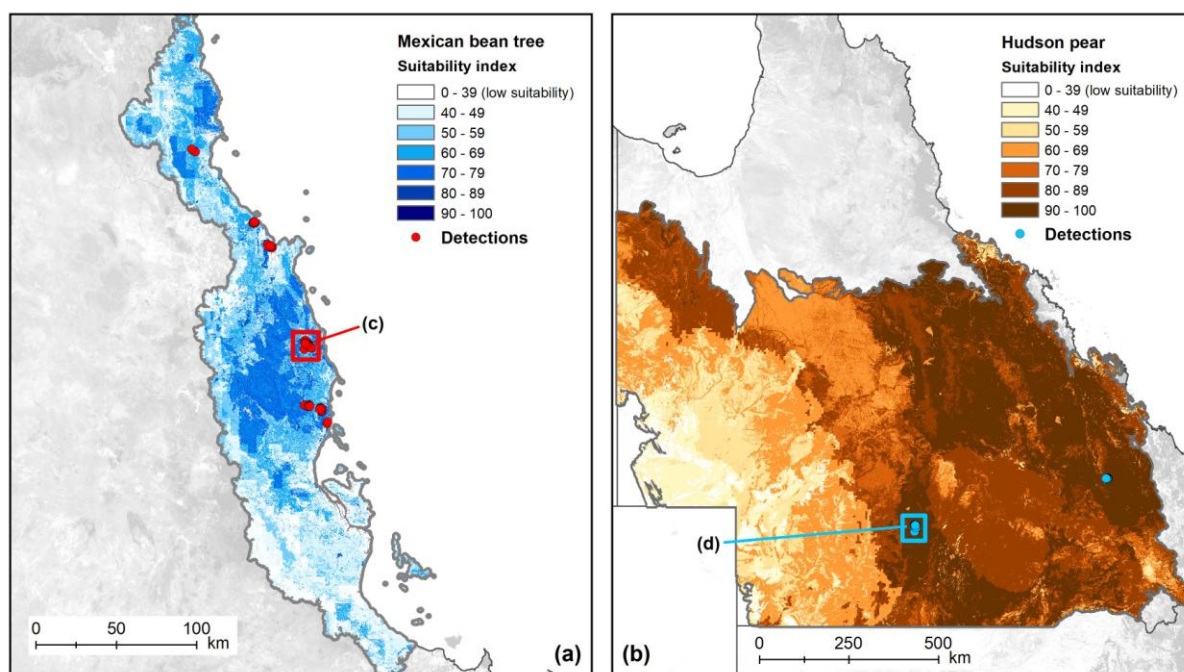 Mexican bean tree
Suitability index
0 - 39 (low suitability)
40 - 49
50 - 59
60 - 69
70 - 79
80 - 89
90 - 100
Detections
(c)
0 50 100
km
(a)
Hudson pear
Suitability index
0 - 39 (low suitability)
40 - 49
50 - 59
60 - 69
70 - 79
80 - 89
90 - 100
Detections
(d)
0 250 500
km
(b)